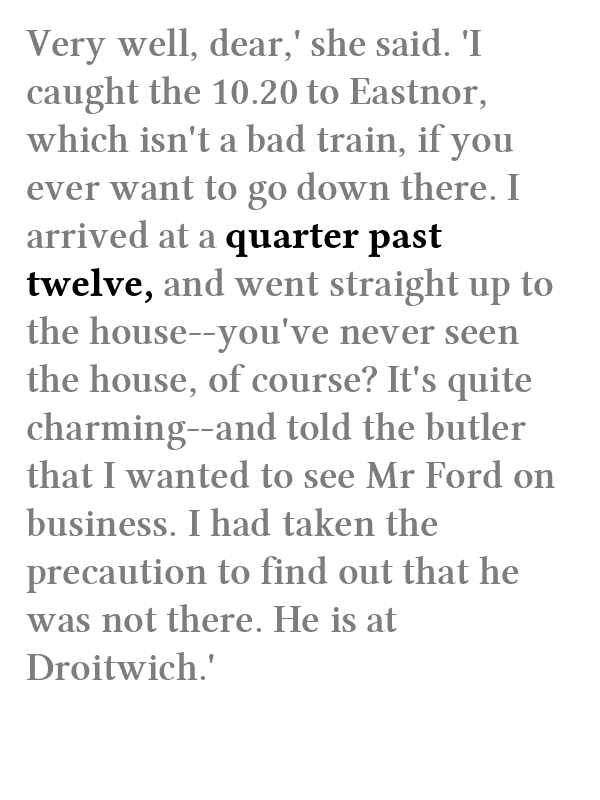 Very well, dear,' she said. 'I
caught the 10.20 to Eastnor,
which isn't a bad train, if you
ever want to go down there. I
arrived at a quarter past
twelve, and went straight up to
the house--you've never seen
the house, of course? It's quite
charming--and told the butler
that I wanted to see Mr Ford on
business. I had taken the
precaution to find out that he
was not there. He is at
Droitwich.'